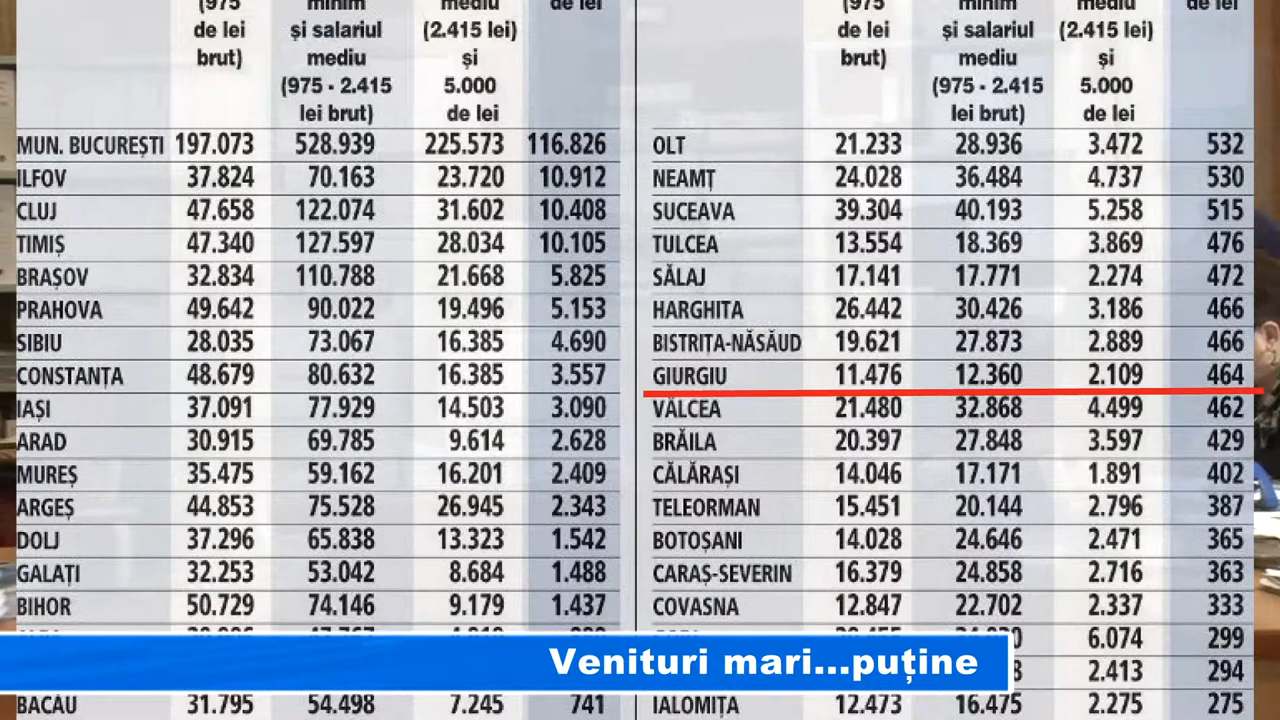 (975 minim mediu de lei (975 minim mediu de lei
de lei și salariul (2.415 lei) de lei și salariul (2.415 lei)
brut) mediu și brut) mediu și
(975 - 2.415 5.000 (975 - 2.415 5.000
lei brut) de lei lei brut) de lei
MUN. BUCUREȘTI 197.073 528.939 225.573 116.826 OLT 21.233 28.936 3.472 532
ILFOV 37.824 70.163 23.720 10.912 NEAMȚ 24.028 36.484 4.737 530
CLUJ 47.658 122.074 31.602 10.408 SUCEAVA 39.304 40.193 5.258 515
TIMIȘ 47.340 127.597 28.034 10.105 TULCEA 13.554 18.369 3.869 476
BRAȘOV 32.834 110.788 21.668 5.825 SĂLAJ 17.141 17.771 2.274 472
PRAHOVA 49.642 90.022 19.496 5.153 HARGHITA 26.442 30.426 3.186 466
SIBIU 28.035 73.067 16.385 4.690 BISTRIȚA-NĂSĂUD 19.621 27.873 2.889 466
CONSTANȚA 48.679 80.632 16.385 3.557 GIURGIU 11.476 12.360 2.109 464
IAȘI 37.091 77.929 14.503 3.090 VÂLCEA 21.480 32.868 4.499 462
ARAD 30.915 69.785 9.614 2.628 BRĂILA 20.397 27.848 3.597 429
MUREȘ 35.475 59.162 16.201 2.409 CĂLĂRAȘI 14.046 17.171 1.891 402
ARGEȘ 44.853 75.528 26.945 2.343 TELEORMAN 15.451 20.144 2.796 387
DOLJ 37.296 65.838 13.323 1.542 BOTOȘANI 14.028 24.646 2.471 365
GALAȚI 32.253 53.042 8.684 1.488 CARAȘ-SEVERIN 16.379 24.858 2.716 363
BIHOR 50.729 74.146 9.179 1.437 COVASNA 12.847 22.702 2.337 333
6.074 299
Venituri mari...puține 2.413 294
BACĂU 31.795 54.498 7.245 741 IALOMIȚA 12.473 16.475 2.275 275